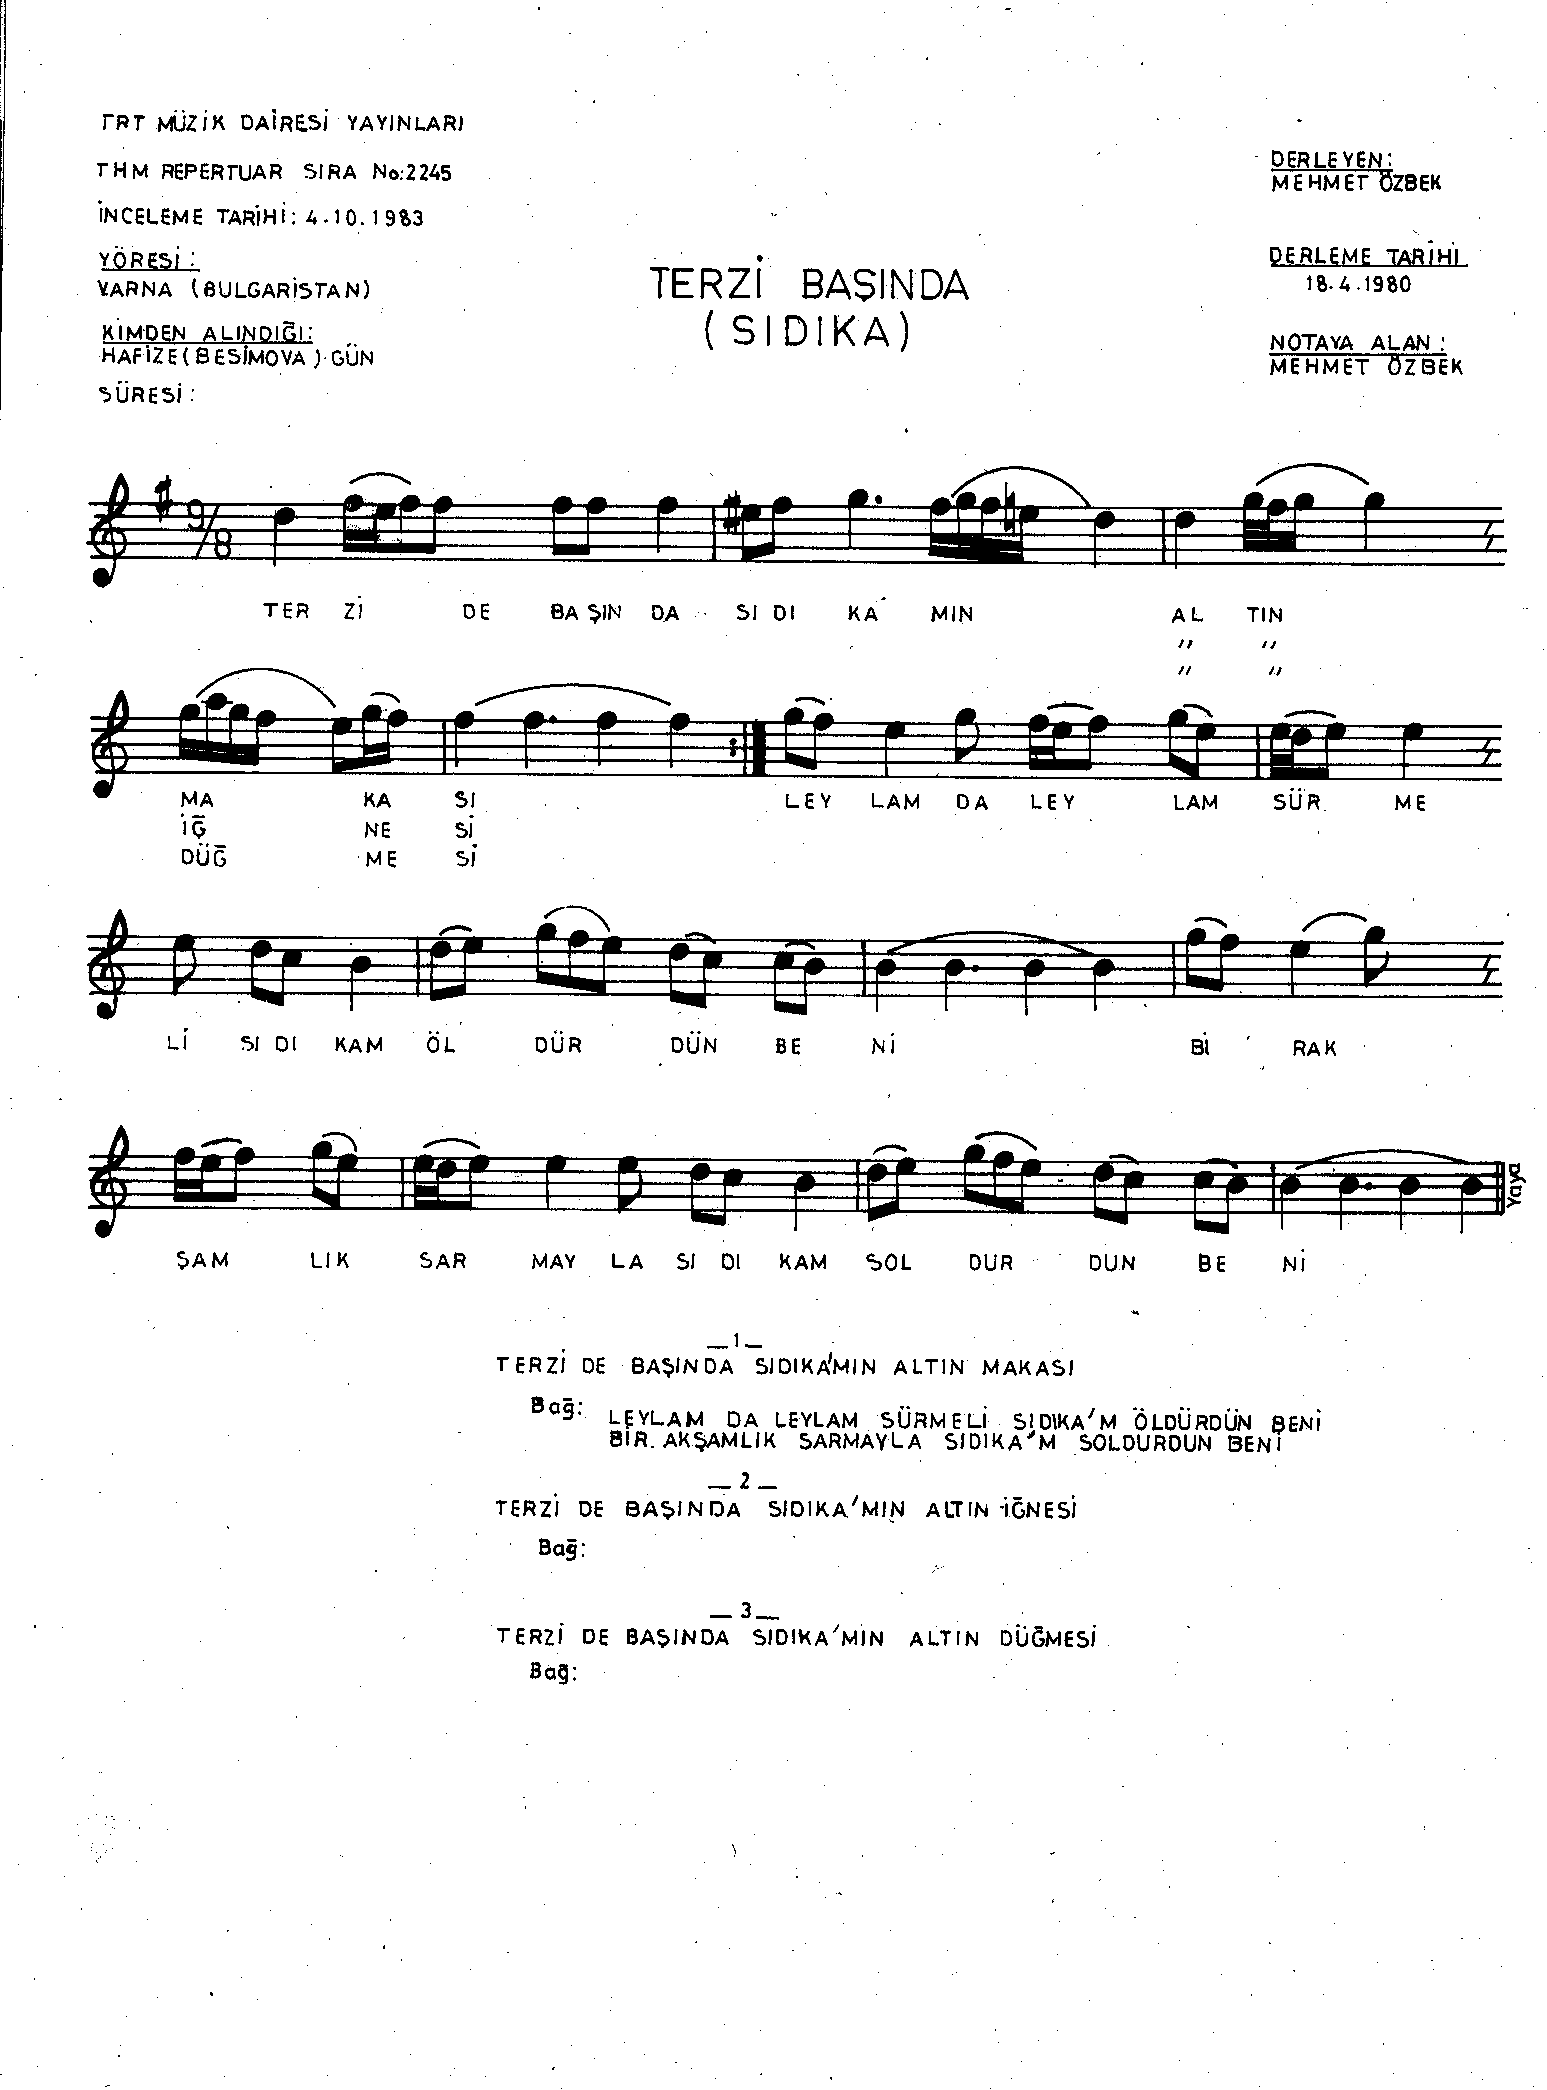 TRT MÜZİK DAİRESİ YAYINLARI
THM REPERTUAR SIRA No:2245
İNCELEME TARİHİ: 4.10.1983
YÖRESİ:
VARNA (BULGARİSTAN)
KİMDEN ALINDIĞI:
HAFİZE(BESİMOVA) GÜN
SÜRESİ:
TERZİ BAŞINDA
(SIDIKA)
DERLEYEN:
MEHMET ÖZBEK
DERLEME TARİHİ
18.4.1980
NOTAYA ALAN:
MEHMET ÖZBEK
9/8
TER Zİ DE BA ŞIN DA SI DI KA MIN AL TIN
" "
" "
MA KA SI LEY LAM DA LEY LAM SÜR ME
İĞ NE Sİ
DÜĞ ME Sİ
Lİ SI DI KAM ÖL DÜR DÜN BE Nİ Bİ RAK
ŞAM LIK SAR MAY LA SI DI KAM SOL DUR DUN BE Nİ
Yaya
_1_
TERZİ DE BAŞINDA SIDIKA'MIN ALTIN MAKASI
Bağ: LEYLAM DA LEYLAM SÜRMELİ SIDIKA'M ÖLDÜRDÜN BENİ
BİR. AKŞAMLIK SARMAYLA SIDIKA'M SOLDURDUN BENİ
_2_
TERZİ DE BAŞINDA SIDIKA'MIN ALTIN İĞNESİ
Bağ:
_3_
TERZİ DE BAŞINDA SIDIKA'MIN ALTIN DÜĞMESİ
Bağ: